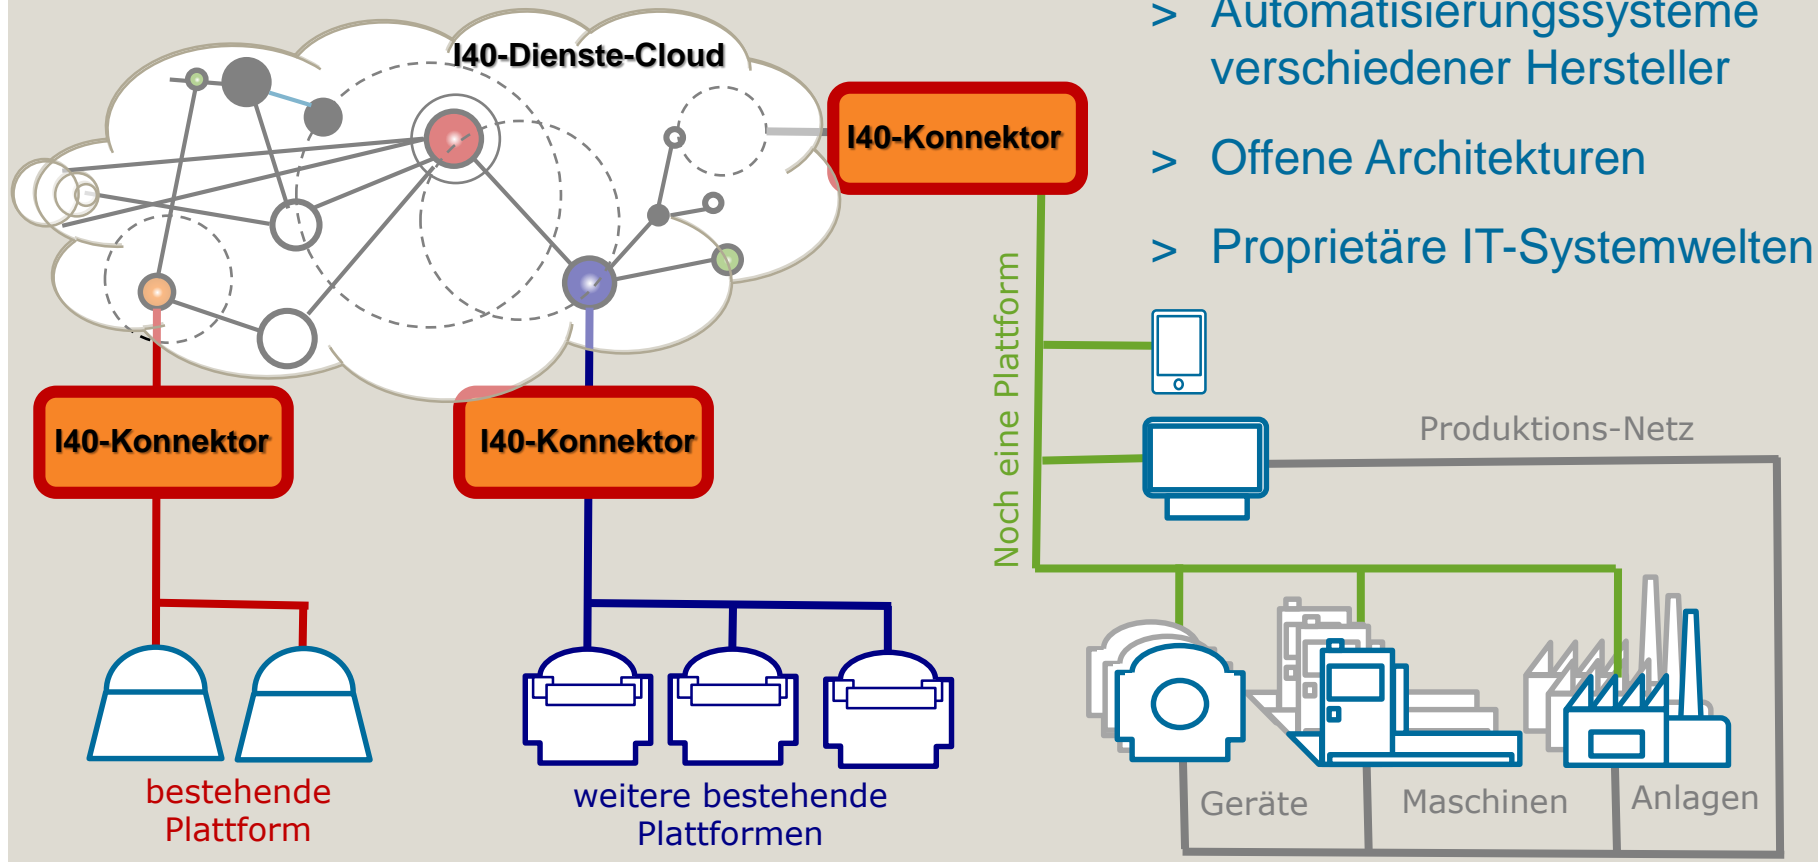 I40-Dienste-Cloud
> Automatisierungssysteme
verschiedener Hersteller
I40-Konnektor
> Offene Architekturen
> Proprietäre IT-Systemwelten
Noch eine Plattform
I40-Konnektor
I40-Konnektor
Produktions-Netz
bestehende
Plattform
weitere bestehende
Plattformen
Geräte
Maschinen
Anlagen